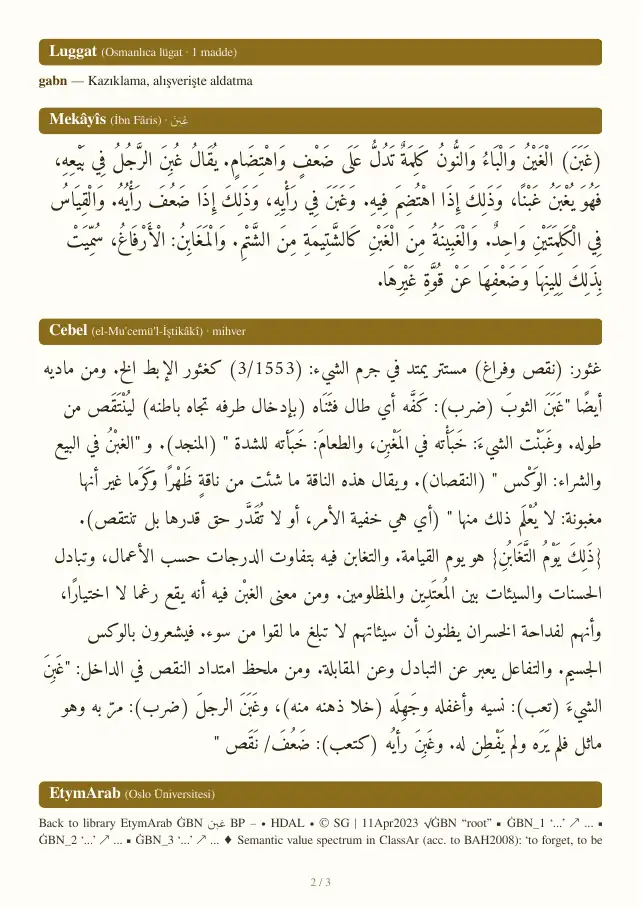 Luggat (Osmanlıca lügat · 1 madde)
gabn — Kazıklama, alışverişte aldatma
Mekâyîs (İbn Fâris) · غبن
(غَبَنَ) الْغَيْنُ وَالْبَاءُ وَالنُّونُ كَلِمَةٌ تَدُلُّ عَلَى ضَعْفٍ وَاهْتِضَامٍ. يُقَالُ غُبِنَ الرَّجُلُ فِي بَيْعِهِ،
فَهُوَ يُغْبَنُ غَبْنًا، وَذَلِكَ إِذَا اهْتُضِمَ فِيهِ. وَغَبَنَ فِي رَأْيِهِ، وَذَلِكَ إِذَا ضَعُفَ رَأْيُهُ. وَالْقِيَاسُ
فِي الْكَلِمَتَيْنِ وَاحِدٌ. وَالْغَبِينَةُ مِنَ الْغَبْنِ كَالشَّتِيمَةِ مِنَ الشَّتْمِ. وَالْمَغَابِنُ: الْأَرْفَاغُ، سُمِّيَتْ
بِذَلِكَ لِلِينِهَا وَضَعْفِهَا عَنْ قُوَّةِ غَيْرِهَا.
Cebel (el-Mu'cemü'l-İştikâkî) · mihver
غئور: (نقص وفراغ) مستتر يمتد في جرم الشيء: (3/1553) كغئور الإبط الخ. ومن ماديه
أيضًا "غَبَنَ الثوبَ (ضرب): كَفَّه أي طال فثَنَاه (بإدخال طرفه تجاه باطنه) ليُنْتَقَص من
طوله. وغَبَنْت الشيءَ: خَبَأْته في المَغْبِن، والطعامَ: خَبَأته للشدة " (المنجد). و "الغبْنُ في البيع
والشراء: الوَكْس " (النقصان). ويقال هذه الناقة ما شئت من ناقةٍ ظَهْرًا وكَرَما غير أنها
مغبونة: لا يُعْلَم ذلك منها " (أي هي خفية الأمر، أو لا تُقَدَّر حق قدرها بل تنتقص).
{ذَلِكَ يَوْمُ التَّغَابُنِ} هو يوم القيامة. والتغابن فيه بتفاوت الدرجات حسب الأعمال، وتبادل
الحسنات والسيئات بين المُعتَدِين والمظلومين. ومن معنى الغبْن فيه أنه يقع رغما لا اختيارًا،
وأنهم لفداحة الخسران يظنون أن سيئاتهم لا تبلغ ما لقوا من سوء. فيشعرون بالوكس
الجسيم. والتفاعل يعبر عن التبادل وعن المقابلة. ومن ملحظ امتداد النقص في الداخل: "غَبِنَ
الشيءَ (تعب): نسيه وأغفله وجَهِلَه (خلا ذهنه منه)، وغَبَنَ الرجلَ (ضرب): مرّ به وهو
ماثل فلم يَرَه ولم يَفْطِن له. وغَبِنَ رأيُه (كتعب): ضَعُفَ/ نَقَص "
EtymArab (Oslo Üniversitesi)
Back to library EtymArab ĠBN غبن BP – • HDAL • © SG | 11Apr2023 √ĠBN “root” ▪ ĠBN_1 ‘...’ ↗ ... ▪
ĠBN_2 ‘...’ ↗ ... ▪ ĠBN_3 ‘...’ ↗ ... ♦ Semantic value spectrum in ClassAr (acc. to BAH2008): ‘to forget, to be
2 / 3